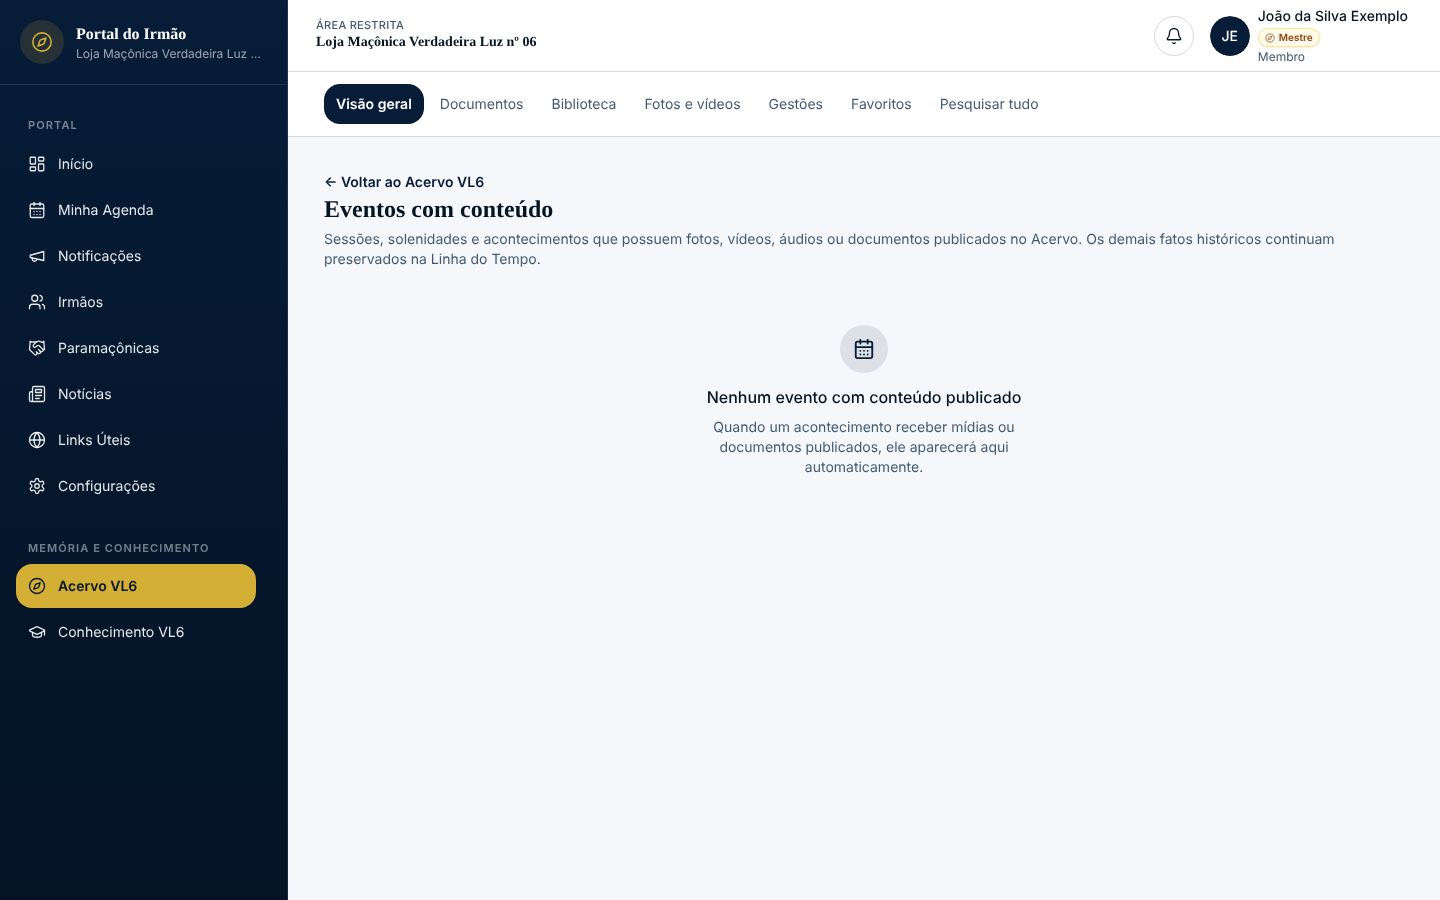 Portal do Irmão
Loja Maçônica Verdadeira Luz ...
PORTAL
Início
Minha Agenda
Notificações
Irmãos
Paramaçônicas
Notícias
Links Úteis
Configurações
MEMÓRIA E CONHECIMENTO
Acervo VL6
Conhecimento VL6
ÁREA RESTRITA
Loja Maçônica Verdadeira Luz nº 06
JE
João da Silva Exemplo
Mestre
Membro
Visão geral
Documentos
Biblioteca
Fotos e vídeos
Gestões
Favoritos
Pesquisar tudo
← Voltar ao Acervo VL6
Eventos com conteúdo
Sessões, solenidades e acontecimentos que possuem fotos, vídeos, áudios ou documentos publicados no Acervo. Os demais fatos históricos continuam
preservados na Linha do Tempo.
Nenhum evento com conteúdo publicado
Quando um acontecimento receber mídias ou
documentos publicados, ele aparecerá aqui
automaticamente.